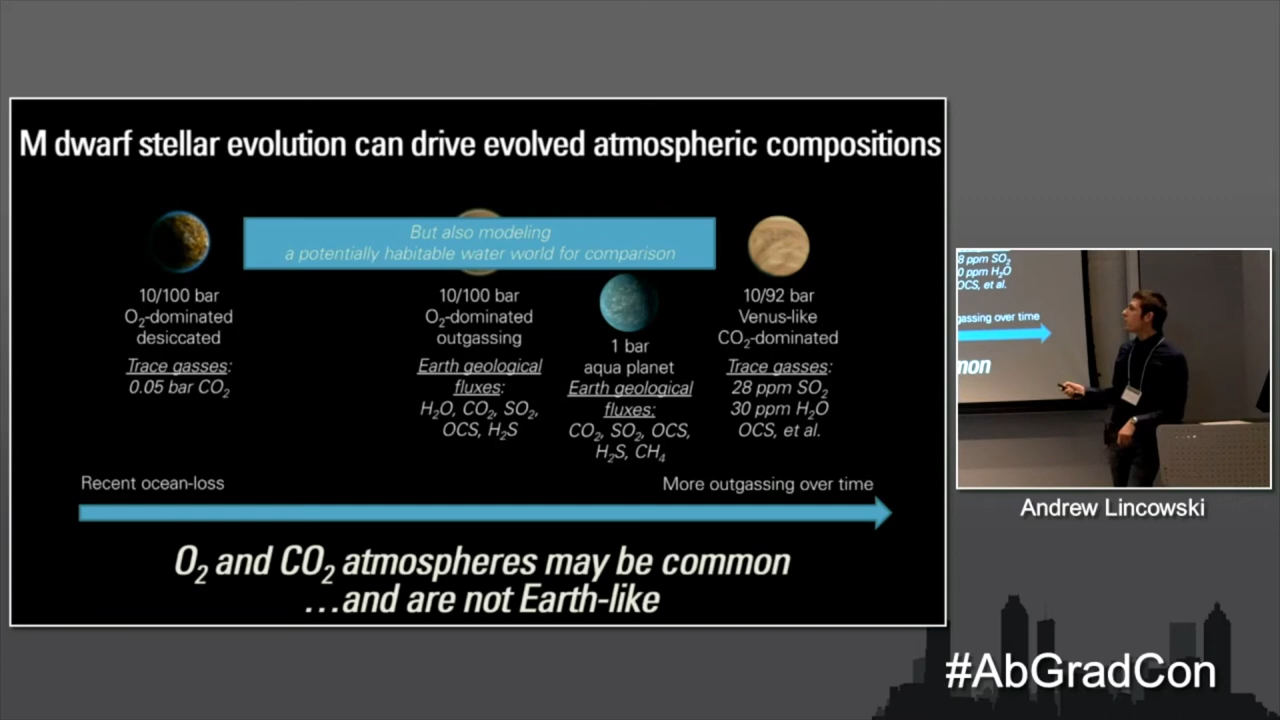 M dwarf stellar evolution can drive evolved atmospheric compositions
But also modeling
a potentially habitable water world for comparison
10/100 bar
O₂-dominated
desiccated
Trace gasses:
0.05 bar CO₂
10/100 bar
O₂-dominated
outgassing
Earth geological
fluxes:
H₂O, CO₂, SO₂,
OCS, H₂S
1 bar
aqua planet
Earth geological
fluxes:
CO₂, SO₂, OCS,
H₂S, CH₄
10/92 bar
Venus-like
CO₂-dominated
Trace gasses:
28 ppm SO₂
30 ppm H₂O
OCS, et al.
Recent ocean-loss
More outgassing over time
O₂ and CO₂ atmospheres may be common
…and are not Earth-like
8 ppm SO₂
0 ppm H₂O
OCS, et al.
gassing over time
mon
Andrew Lincowski
#AbGradCon